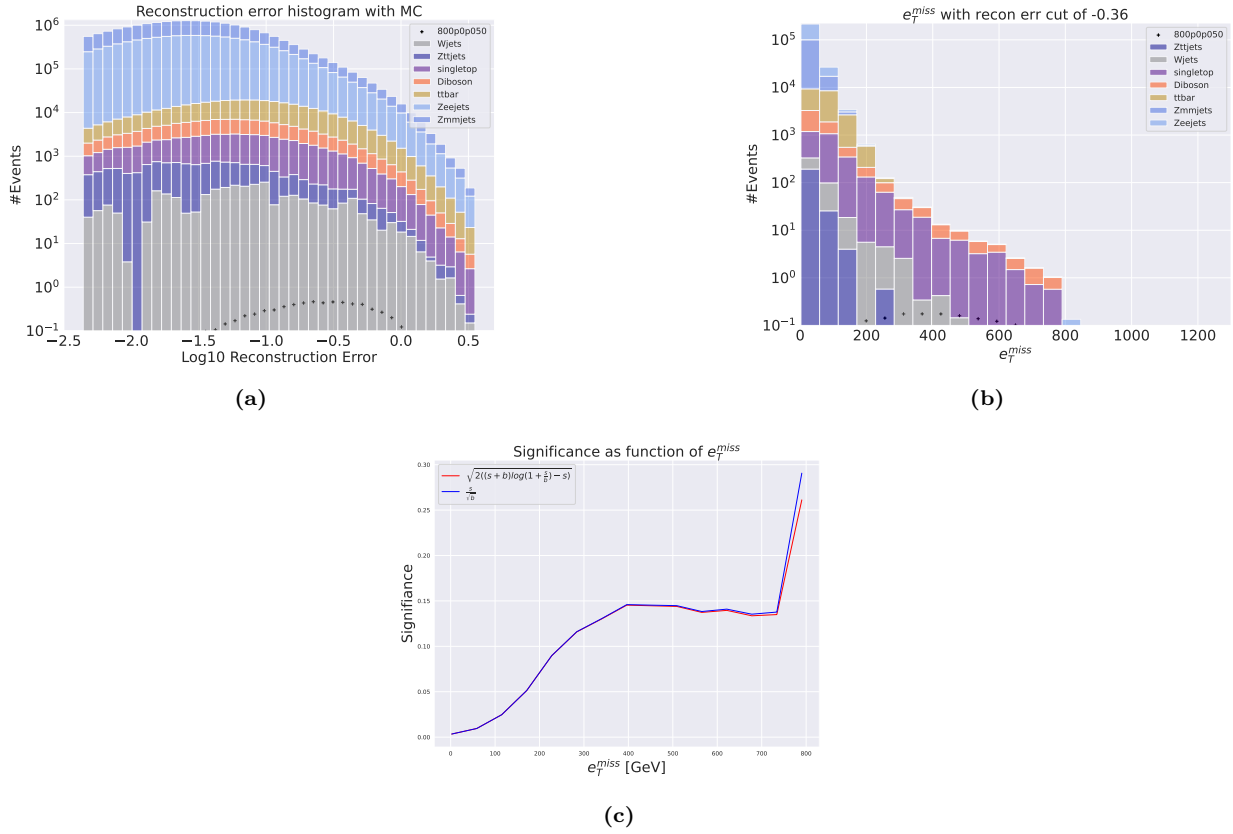 Reconstruction error histogram with MC
#Events
10^6
10^5
10^4
10^3
10^2
10^1
10^0
10^−1
800p0p050
Wjets
Zttjets
singletop
Diboson
ttbar
Zeejets
Zmmjets
−2.5 −2.0 −1.5 −1.0 −0.5 0.0 0.5
Log10 Reconstruction Error
(a)
e_T^{miss} with recon err cut of -0.36
#Events
10^5
10^4
10^3
10^2
10^1
10^0
10^−1
800p0p050
Zttjets
Wjets
singletop
Diboson
ttbar
Zmmjets
Zeejets
0 200 400 600 800 1000 1200
e_T^{miss}
(b)
Significance as function of e_T^{miss}
Signifiance
0.30
0.25
0.20
0.15
0.10
0.05
0.00
\sqrt{2((s+b)log(1+\frac{s}{b})−s)}
\frac{s}{\sqrt{b}}
0 100 200 300 400 500 600 700 800
e_T^{miss} [GeV]
(c)